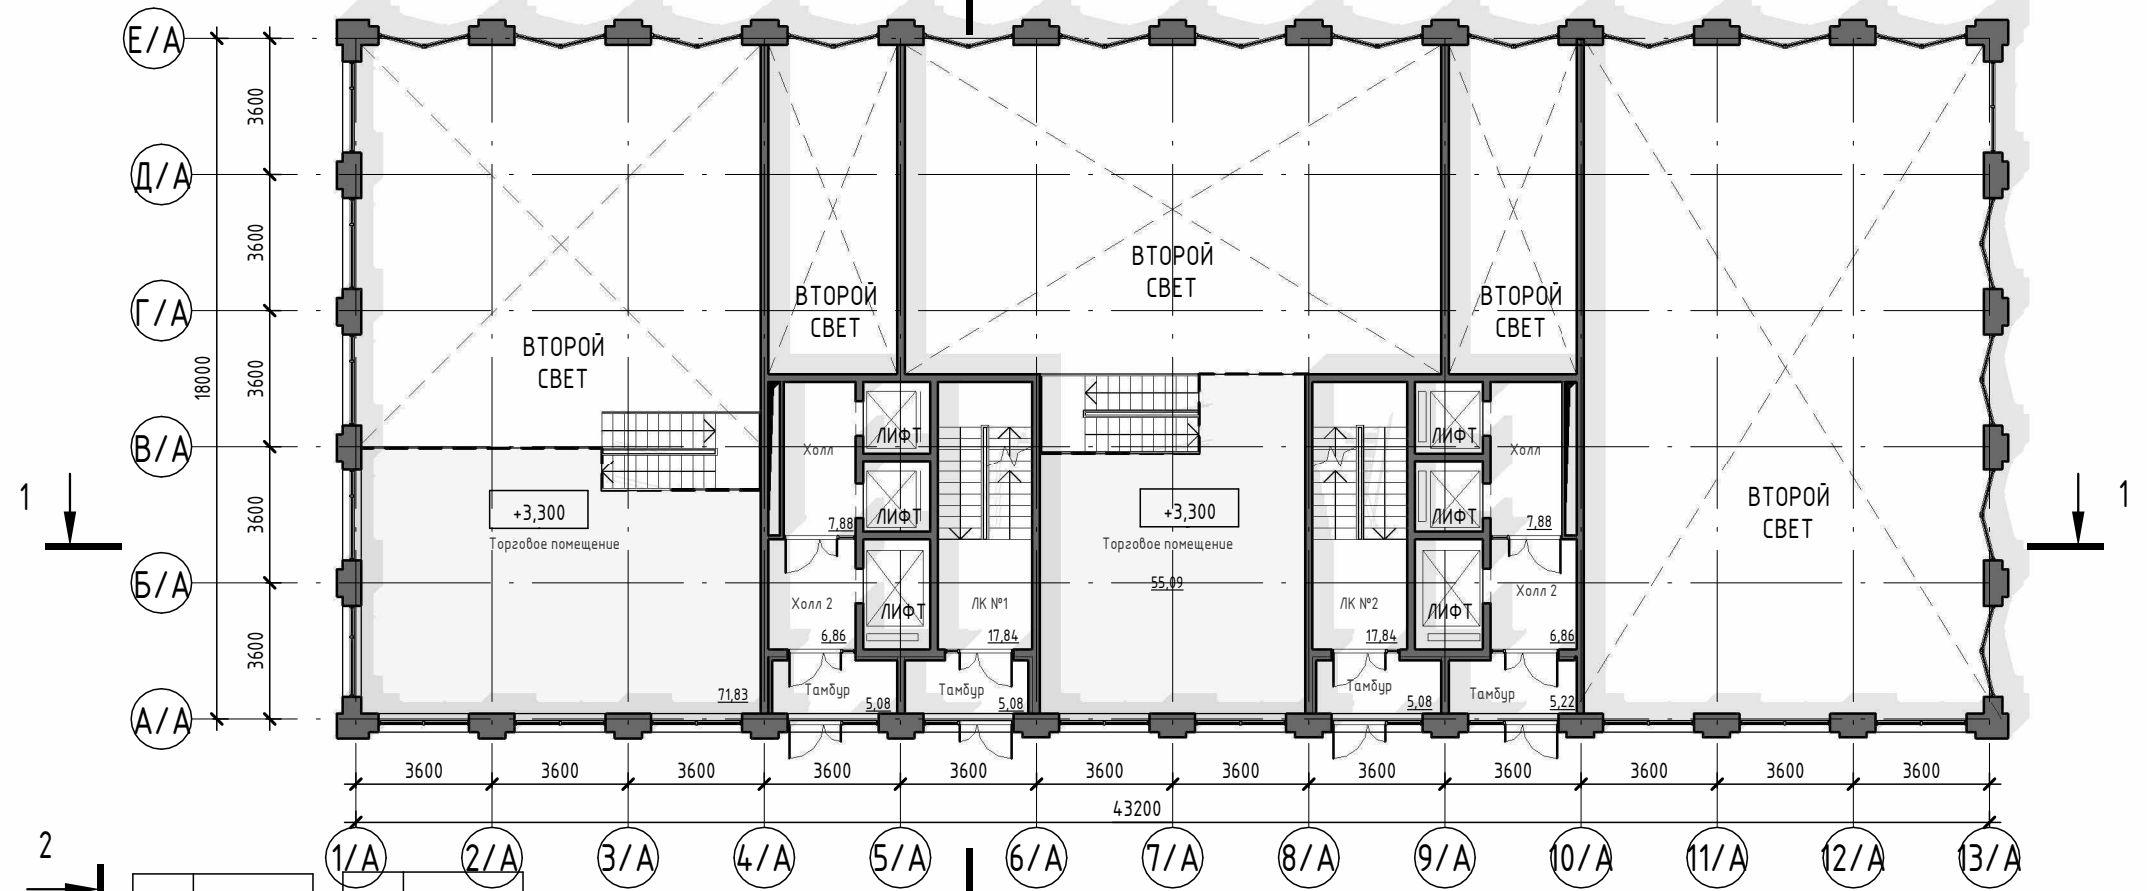 Е/А
Д/А
Г/А
В/А
Б/А
А/А
3600
3600
3600
3600
3600
18000
ВТОРОЙ
СВЕТ
ВТОРОЙ
СВЕТ
ВТОРОЙ
СВЕТ
ВТОРОЙ
СВЕТ
ВТОРОЙ
СВЕТ
1
1
2
+3,300
Торговое помещение
71,83
Холл
7,88
Холл 2
6,86
ЛИФТ
ЛИФТ
ЛИФТ
ЛК №1
17,84
Тамбур
5,08
Тамбур
5,08
+3,300
Торговое помещение
55,09
ЛК №2
17,84
ЛИФТ
ЛИФТ
ЛИФТ
Холл
7,88
Холл 2
6,86
Тамбур
5,08
Тамбур
5,22
3600 3600 3600 3600 3600 3600 3600 3600 3600 3600 3600 3600
43200
1/А 2/А 3/А 4/А 5/А 6/А 7/А 8/А 9/А 10/А 11/А 12/А 13/А